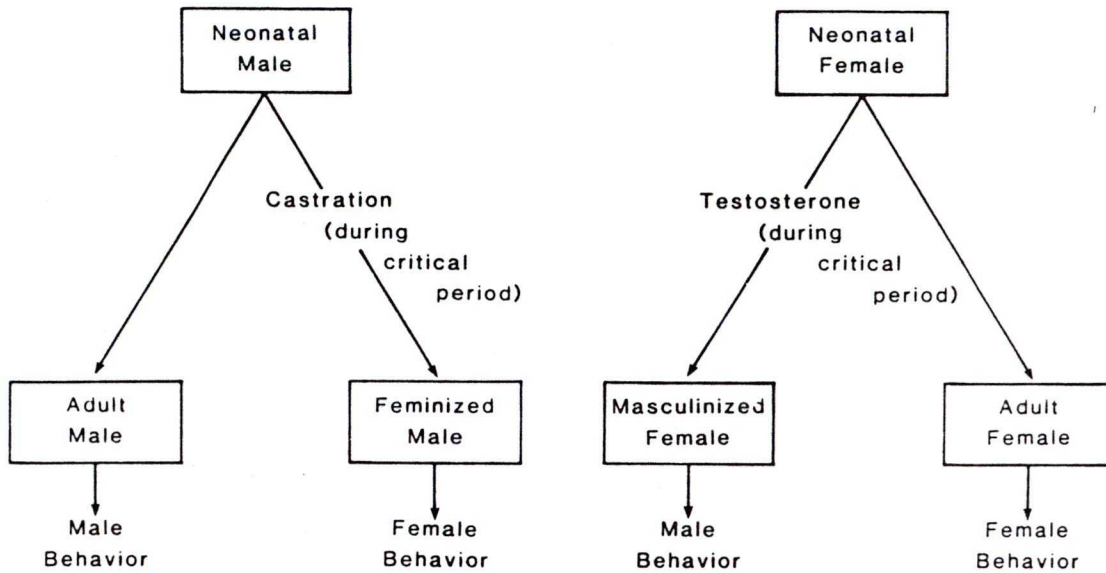 Neonatal
Male
Neonatal
Female
Castration
(during
critical
period)
Testosterone
(during
critical
period)
Adult
Male
Feminized
Male
Masculinized
Female
Adult
Female
Male
Behavior
Female
Behavior
Male
Behavior
Female
Behavior